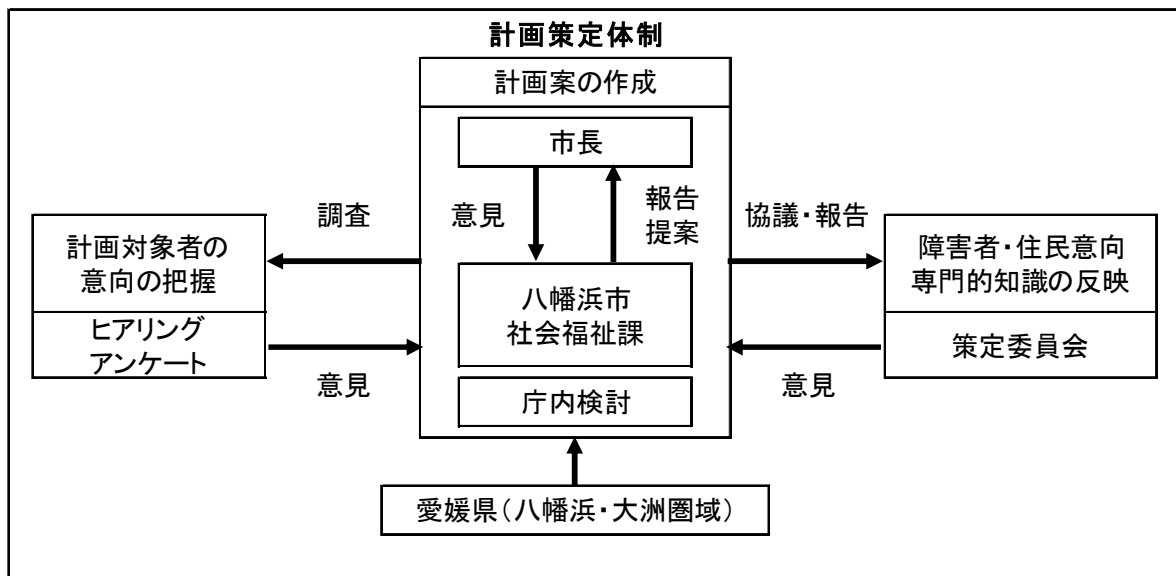 計画策定体制
計画案の作成
市長
意見
報告
提案
八幡浜市
社会福祉課
庁内検討
調査
計画対象者の
意向の把握
ヒアリング
アンケート
意見
協議・報告
障害者・住民意向
専門的知識の反映
策定委員会
意見
愛媛県(八幡浜・大洲圏域)